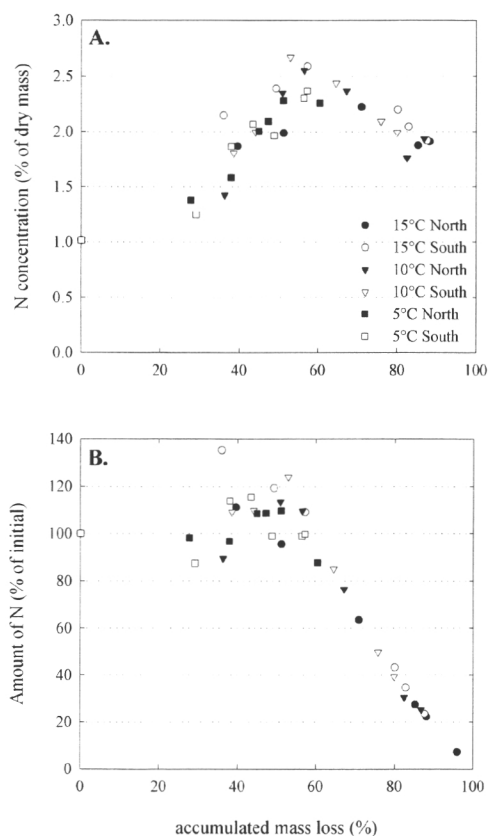 A.
N concentration (% of dry mass)
3.0
2.5
2.0
1.5
1.0
0.5
0.0
15°C North
15°C South
10°C North
10°C South
5°C North
5°C South
0 20 40 60 80 100
B.
Amount of N (% of initial)
140
120
100
80
60
40
20
0
0 20 40 60 80 100
accumulated mass loss (%)